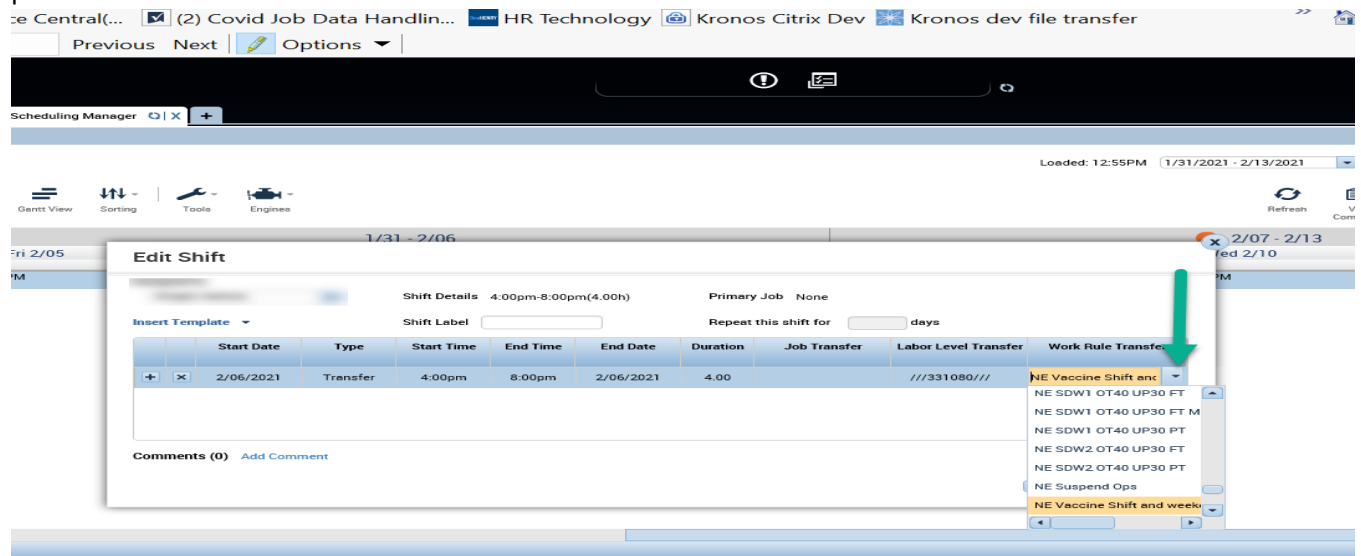 ce Central(... (2) Covid Job Data Handlin... HR Technology Kronos Citrix Dev Kronos dev file transfer »
Previous Next Options
Scheduling Manager X +
Loaded: 12:55PM 1/31/2021 - 2/13/2021
Gantt View Sorting Tools Engines Refresh
1/31 - 2/06 2/07 - 2/13
Fri 2/05 Wed 2/10
Edit Shift x
PM PM
Shift Details 4:00pm-8:00pm(4.00h) Primary Job None
Insert Template Shift Label Repeat this shift for days
Start Date Type Start Time End Time End Date Duration Job Transfer Labor Level Transfer Work Rule Transfe
+ × 2/06/2021 Transfer 4:00pm 8:00pm 2/06/2021 4.00 ///331080/// NE Vaccine Shift and
NE SDW1 OT40 UP30 FT
NE SDW1 OT40 UP30 FT M
NE SDW1 OT40 UP30 PT
NE SDW2 OT40 UP30 FT
Comments (0) Add Comment
NE SDW2 OT40 UP30 PT
NE Suspend Ops
NE Vaccine Shift and week